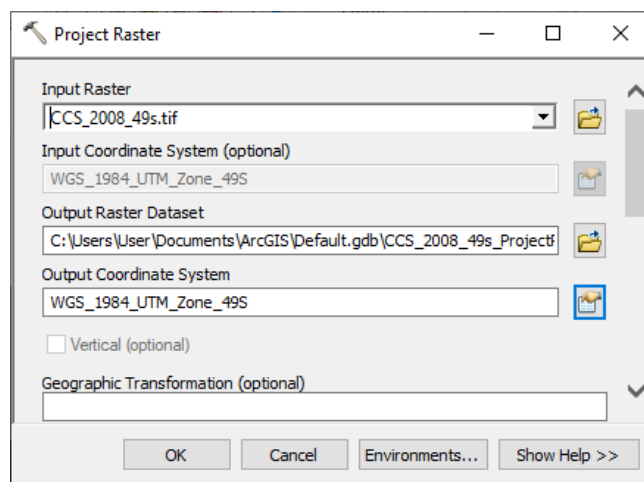 Project Raster
Input Raster
CCS_2008_49s.tif
Input Coordinate System (optional)
WGS_1984_UTM_Zone_49S
Output Raster Dataset
C:\Users\User\Documents\ArcGIS\Default.gdb\CCS_2008_49s_Project
Output Coordinate System
WGS_1984_UTM_Zone_49S
Vertical (optional)
Geographic Transformation (optional)
OK Cancel Environments... Show Help >>